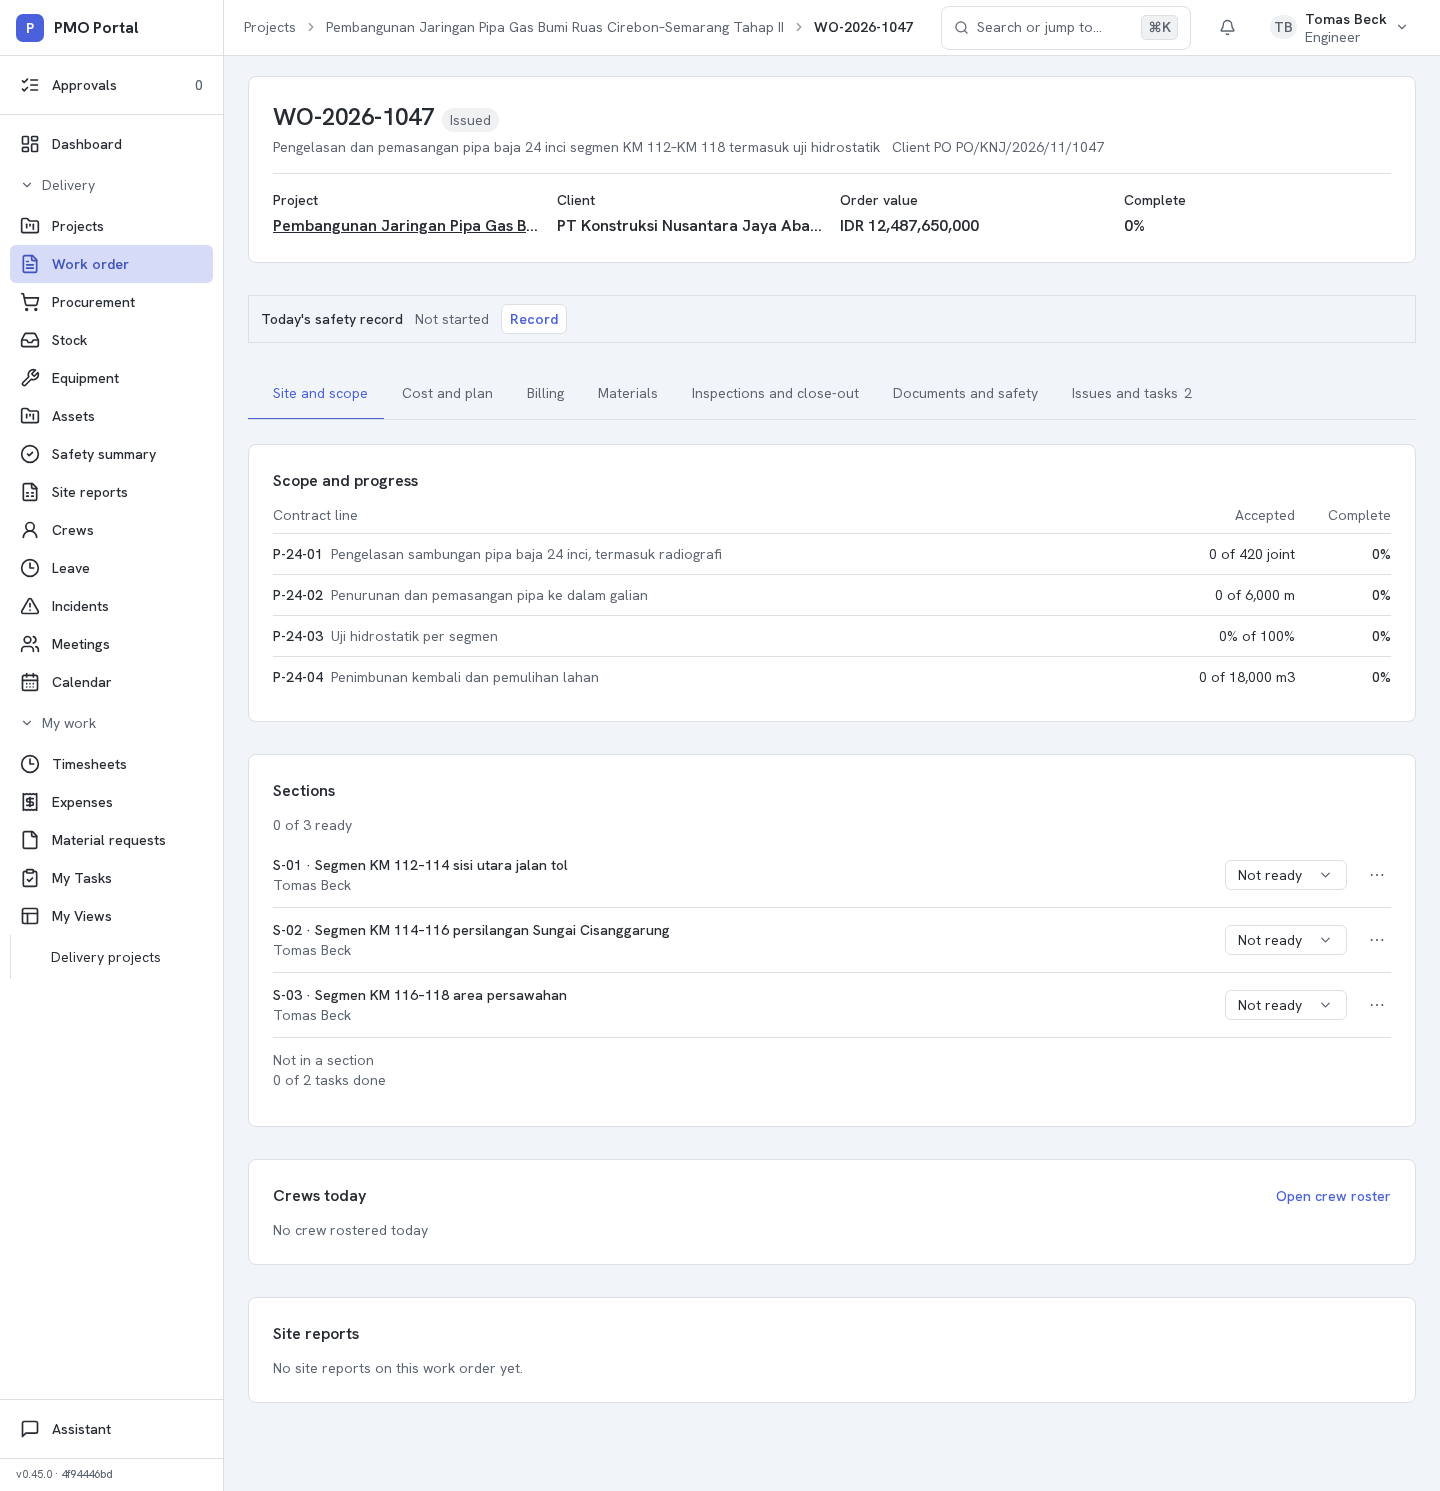 P PMO Portal
Projects > Pembangunan Jaringan Pipa Gas Bumi Ruas Cirebon–Semarang Tahap II > WO-2026-1047
Search or jump to... ⌘K
TB Tomas Beck
Engineer
Approvals 0
Dashboard
Delivery
Projects
Work order
Procurement
Stock
Equipment
Assets
Safety summary
Site reports
Crews
Leave
Incidents
Meetings
Calendar
My work
Timesheets
Expenses
Material requests
My Tasks
My Views
Delivery projects
Assistant
v0.45.0 · 4f94446bd
WO-2026-1047 Issued
Pengelasan dan pemasangan pipa baja 24 inci segmen KM 112–KM 118 termasuk uji hidrostatik Client PO PO/KNJ/2026/11/1047
Project Client Order value Complete
Pembangunan Jaringan Pipa Gas B... PT Konstruksi Nusantara Jaya Aba... IDR 12,487,650,000 0%
Today's safety record Not started Record
Site and scope Cost and plan Billing Materials Inspections and close-out Documents and safety Issues and tasks 2
Scope and progress
Contract line Accepted Complete
P-24-01 Pengelasan sambungan pipa baja 24 inci, termasuk radiografi 0 of 420 joint 0%
P-24-02 Penurunan dan pemasangan pipa ke dalam galian 0 of 6,000 m 0%
P-24-03 Uji hidrostatik per segmen 0% of 100% 0%
P-24-04 Penimbunan kembali dan pemulihan lahan 0 of 18,000 m3 0%
Sections
0 of 3 ready
S-01 · Segmen KM 112–114 sisi utara jalan tol
Tomas Beck
Not ready ...
S-02 · Segmen KM 114–116 persilangan Sungai Cisanggarung
Tomas Beck
Not ready ...
S-03 · Segmen KM 116–118 area persawahan
Tomas Beck
Not ready ...
Not in a section
0 of 2 tasks done
Crews today Open crew roster
No crew rostered today
Site reports
No site reports on this work order yet.